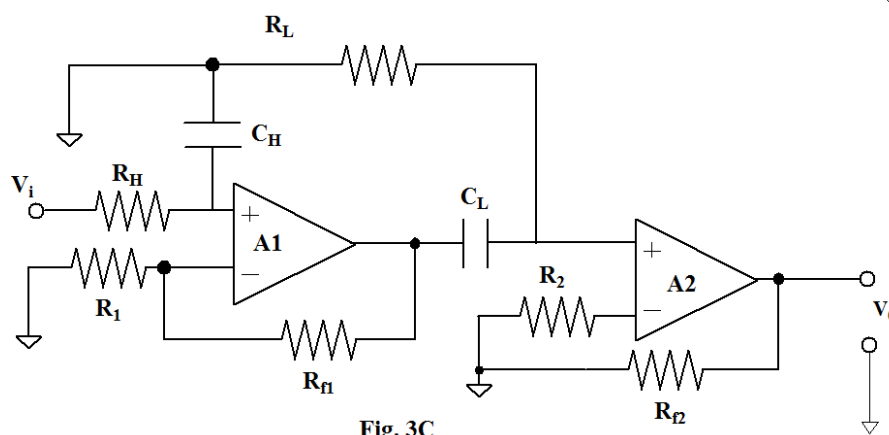 R_L
C_H
V_i
R_H
C_L
+
A1
−
+
R_2
A2
−
R_1
R_f1
R_f2
Fig. 3C